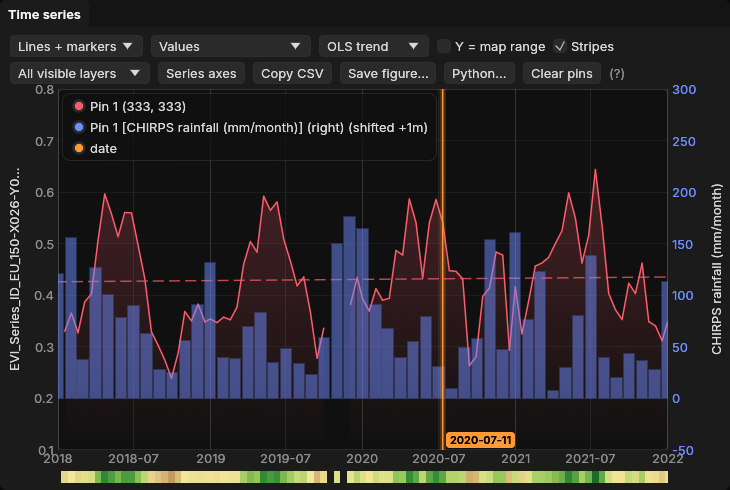 Time series
Lines + markers Values OLS trend Y = map range Stripes
All visible layers Series axes Copy CSV Save figure... Python... Clear pins (?)
Pin 1 (333, 333)
Pin 1 [CHIRPS rainfall (mm/month)] (right) (shifted +1m)
date
0.8
0.7
0.6
0.5
0.4
0.3
0.2
0.1
EVI_Series_ID_EU_150-X026-Y0...
300
250
200
150
100
50
0
-50
CHIRPS rainfall (mm/month)
2020-07-11
2018 2018-07 2019 2019-07 2020 2020-07 2021 2021-07 2022